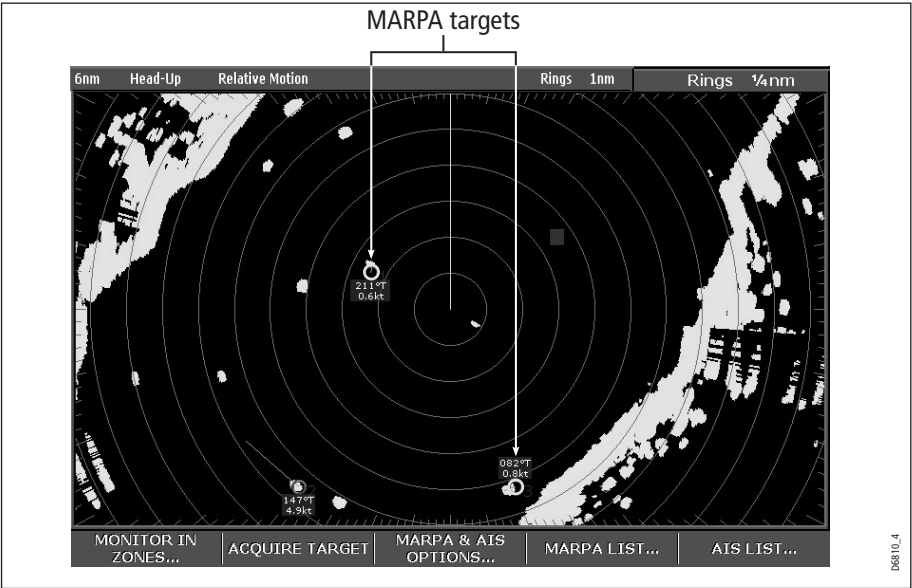 MARPA targets
6nm Head-Up Relative Motion Rings 1nm Rings ¼nm
211°T
0.6kt
082°T
0.8kt
147°T
4.9kt
MONITOR IN
ZONES...
ACQUIRE TARGET
MARPA & AIS
OPTIONS...
MARPA LIST...
AIS LIST...
D6810_4